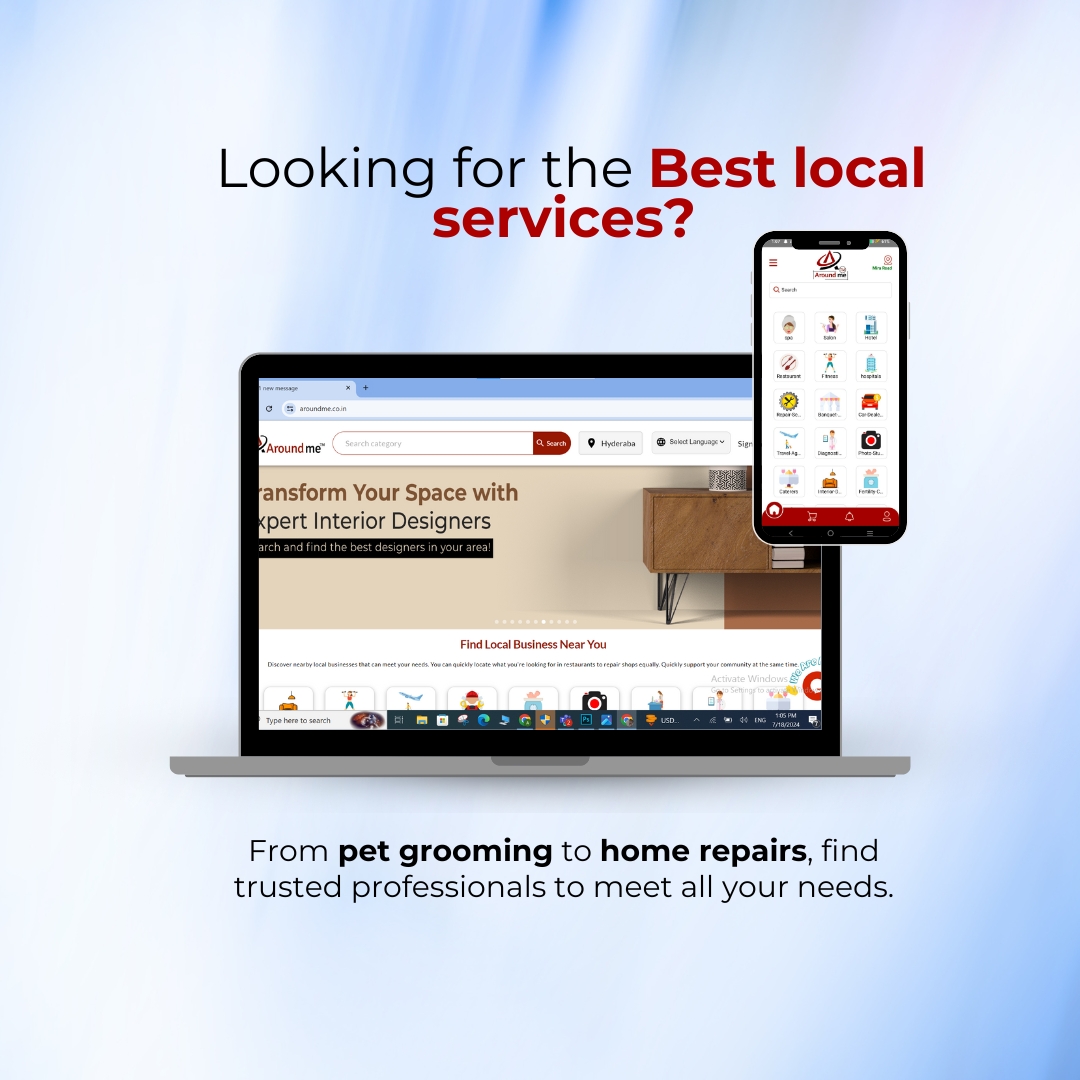 Looking for the Best local
services?
Around me
Mira Road
Search
spa
Salon
Hotel
Restaurant
Fitness
hospitals
Repair Se...
Banquet...
Car Deale...
Travel Ag...
Diagnosti...
Photo Stu...
Caterers
Interior D...
Fertility C...
new message
aroundme.co.in
Around me™
Search category
Search
Hyderaba
Select Language
Sign
ransform Your Space with
xpert Interior Designers
arch and find the best designers in your area!
Find Local Business Near You
Discover nearby local businesses that can meet your needs. You can quickly locate what you're looking for in restaurants to repair shops equally. Quickly support your community at the same time.
Activate Windows
Go to Settings to
Type here to search
USD...
ENG
1:05 PM
7/18/2024
From pet grooming to home repairs, find
trusted professionals to meet all your needs.